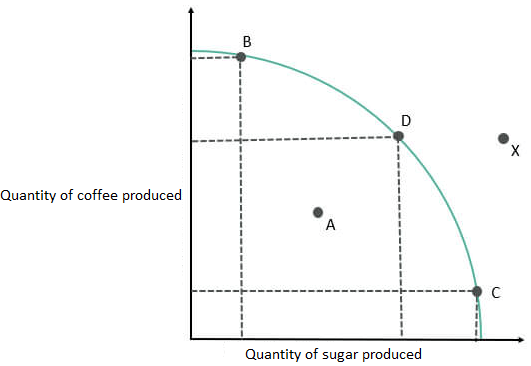 B
D
X
Quantity of coffee produced
A
C
Quantity of sugar produced